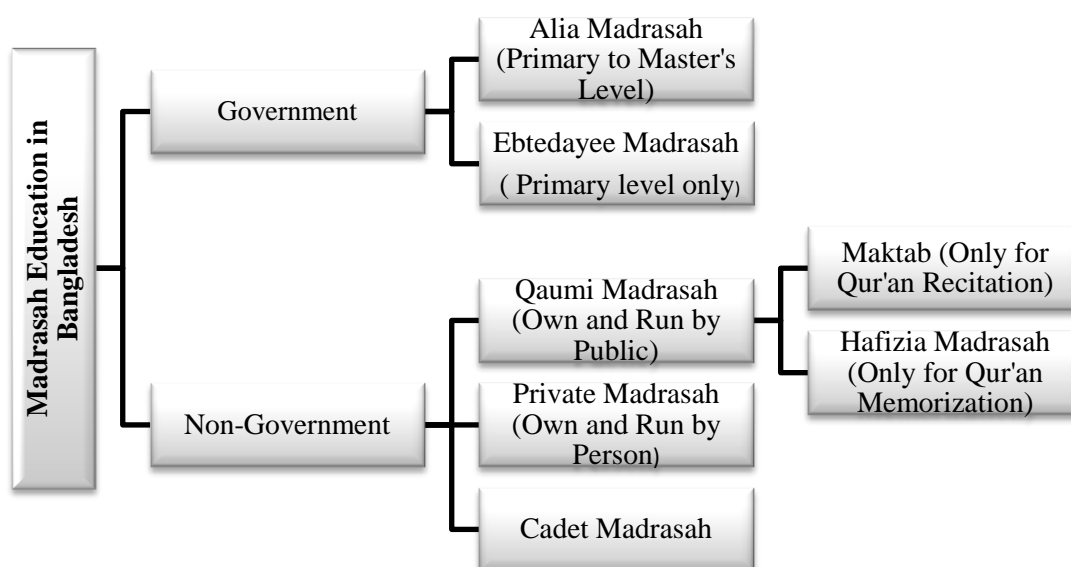 Madrasah Education in
Bangladesh
Government
Alia Madrasah
(Primary to Master's
Level)
Ebtedayee Madrasah
( Primary level only)
Non-Government
Qaumi Madrasah
(Own and Run by
Public)
Maktab (Only for
Qur'an Recitation)
Hafizia Madrasah
(Only for Qur'an
Memorization)
Private Madrasah
(Own and Run by
Person)
Cadet Madrasah